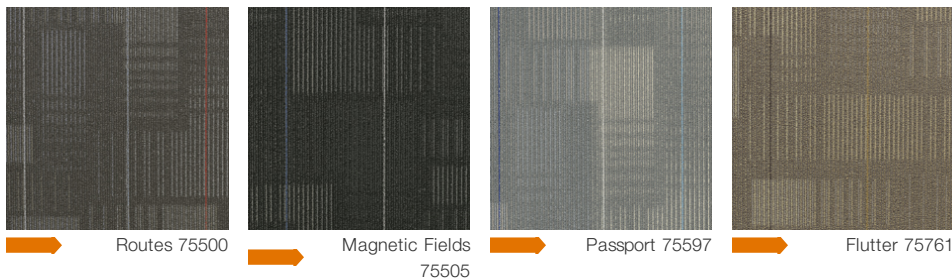 Routes 75500
Magnetic Fields
75505
Passport 75597
Flutter 75761